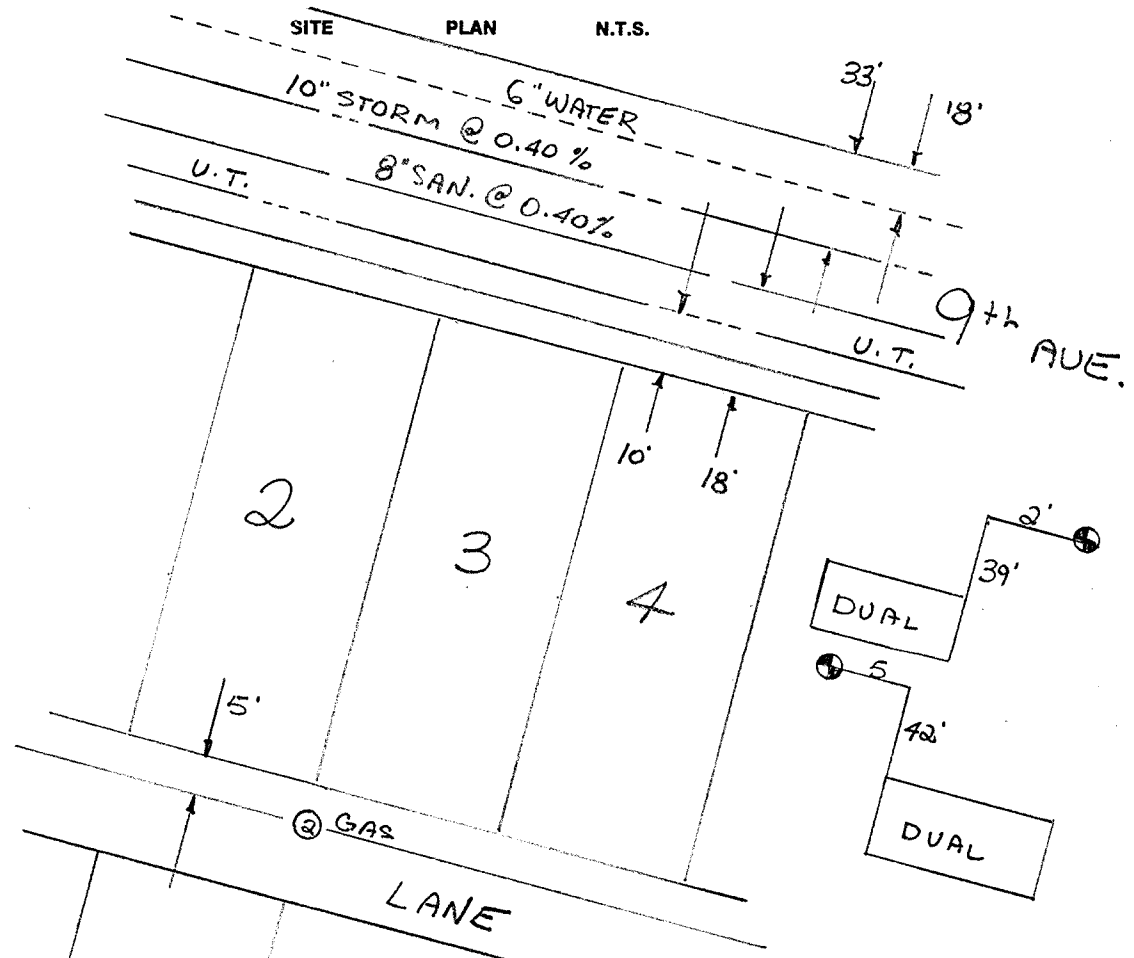 SITE PLAN N.T.S.
33'
18'
6" WATER
10" STORM @ 0.40 %
8" SAN. @ 0.40%
U.T.
9th AVE.
U.T.
10'
18'
2
3
4
2'
39'
DUAL
5
42'
DUAL
5'
2 GAS
LANE